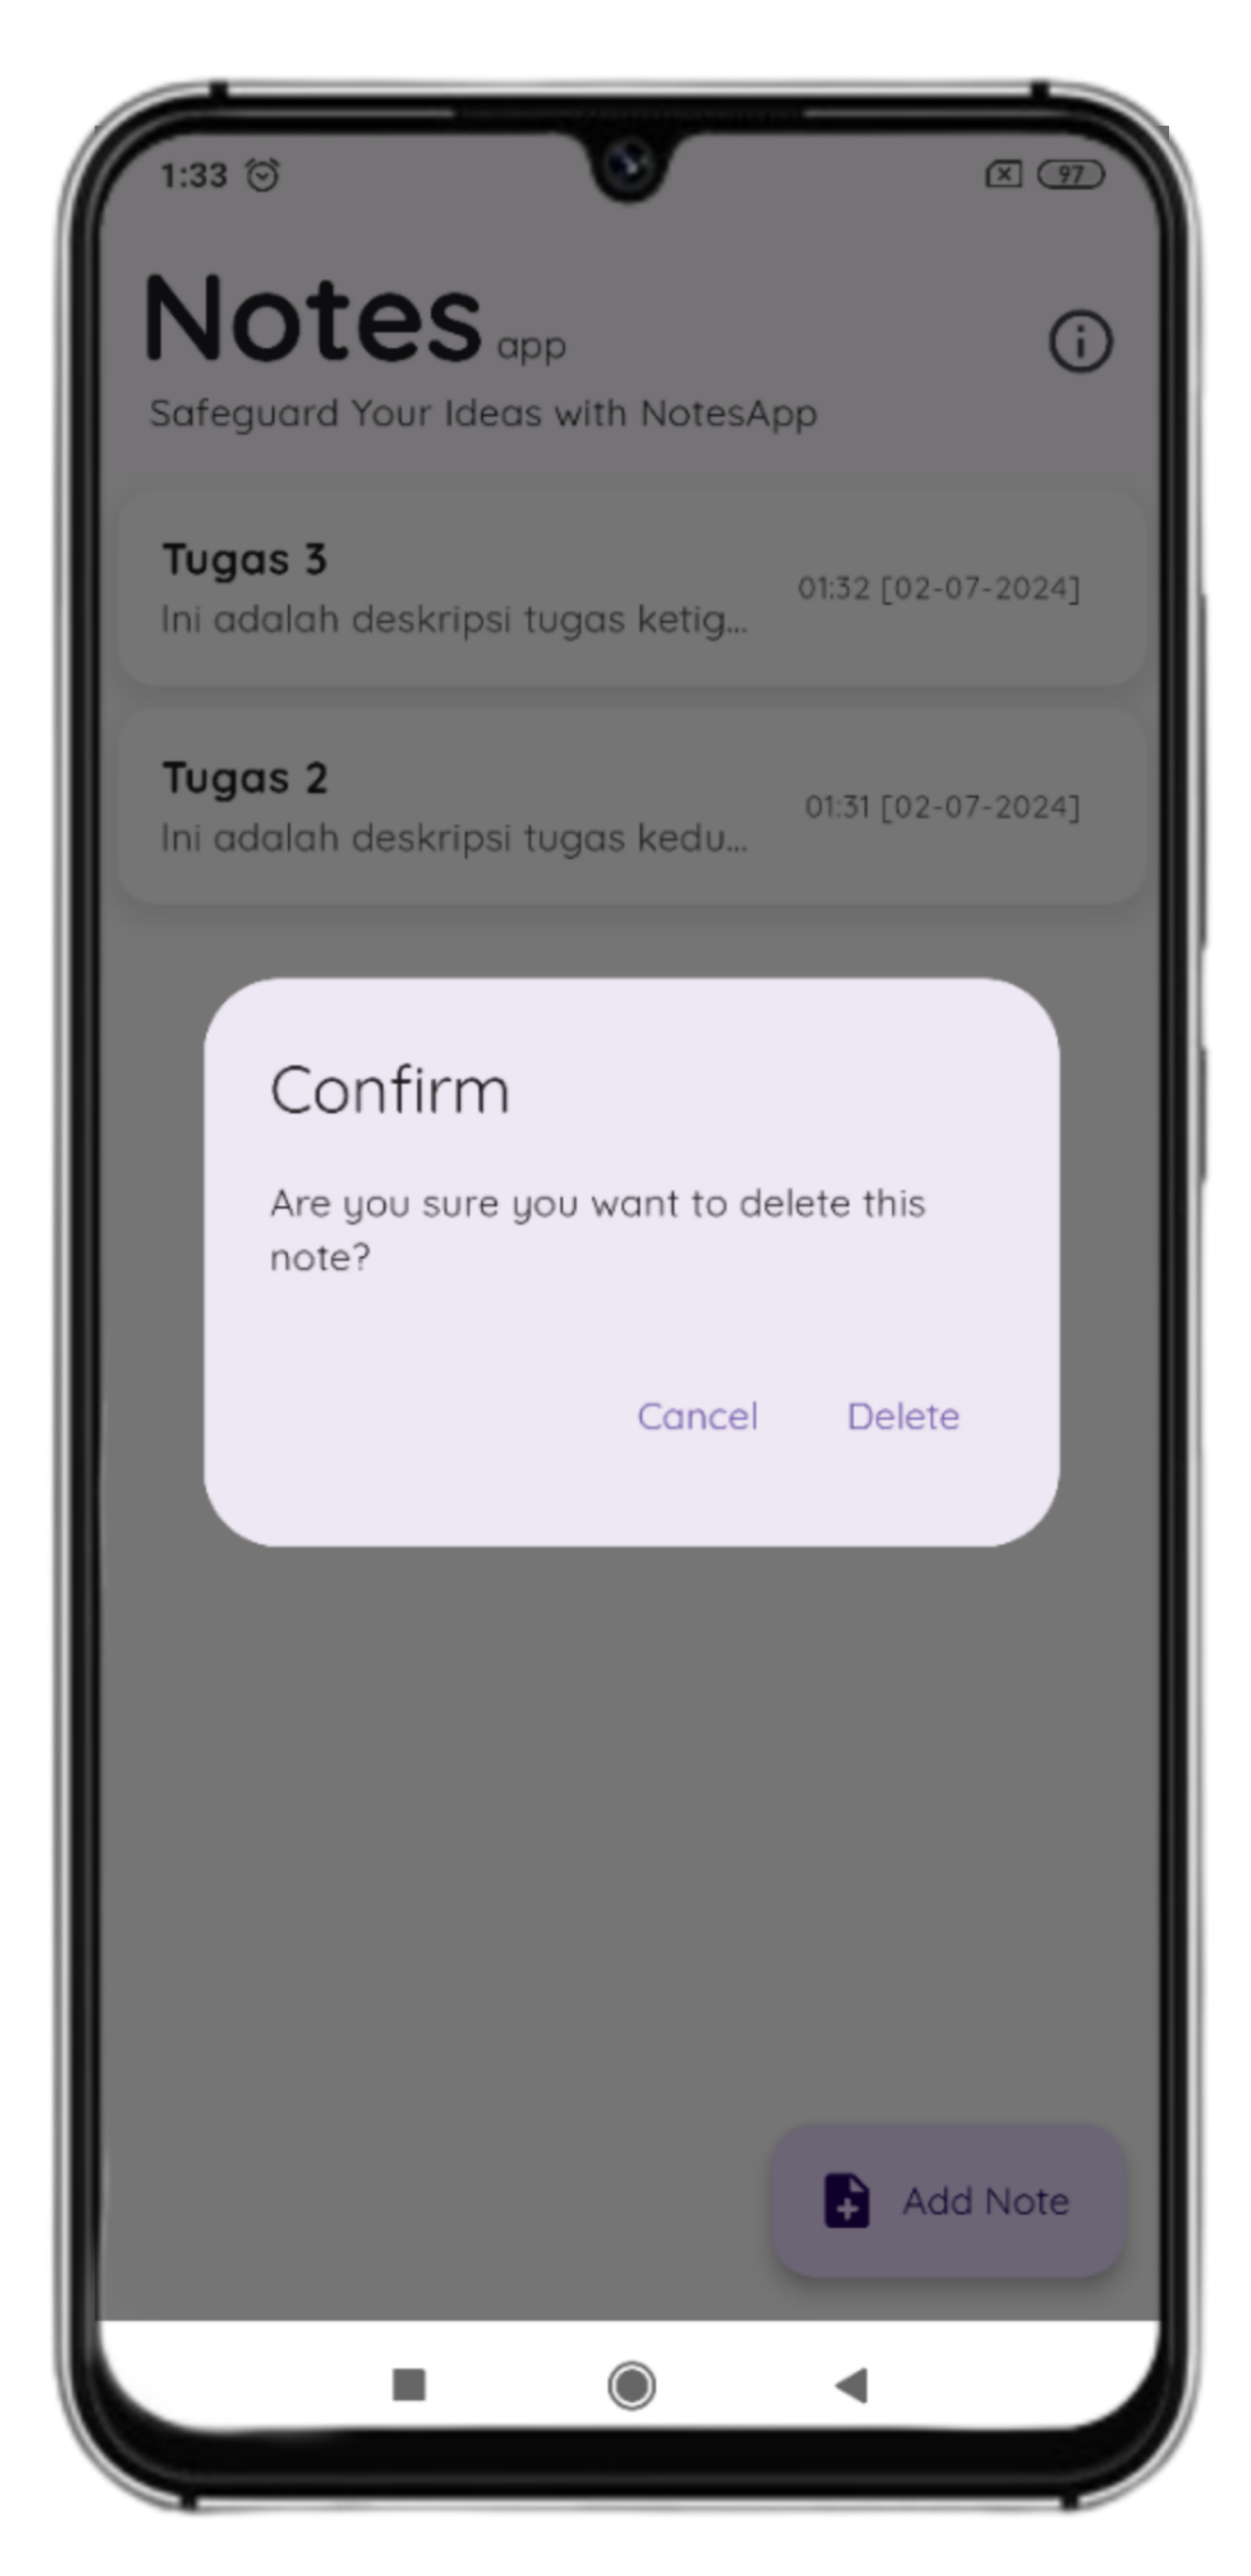 1:33
97
Notes app
Safeguard Your Ideas with NotesApp
Tugas 3
01:32 [02-07-2024]
Ini adalah deskripsi tugas ketig...
Tugas 2
01:31 [02-07-2024]
Ini adalah deskripsi tugas kedu...
Confirm
Are you sure you want to delete this
note?
Cancel Delete
Add Note